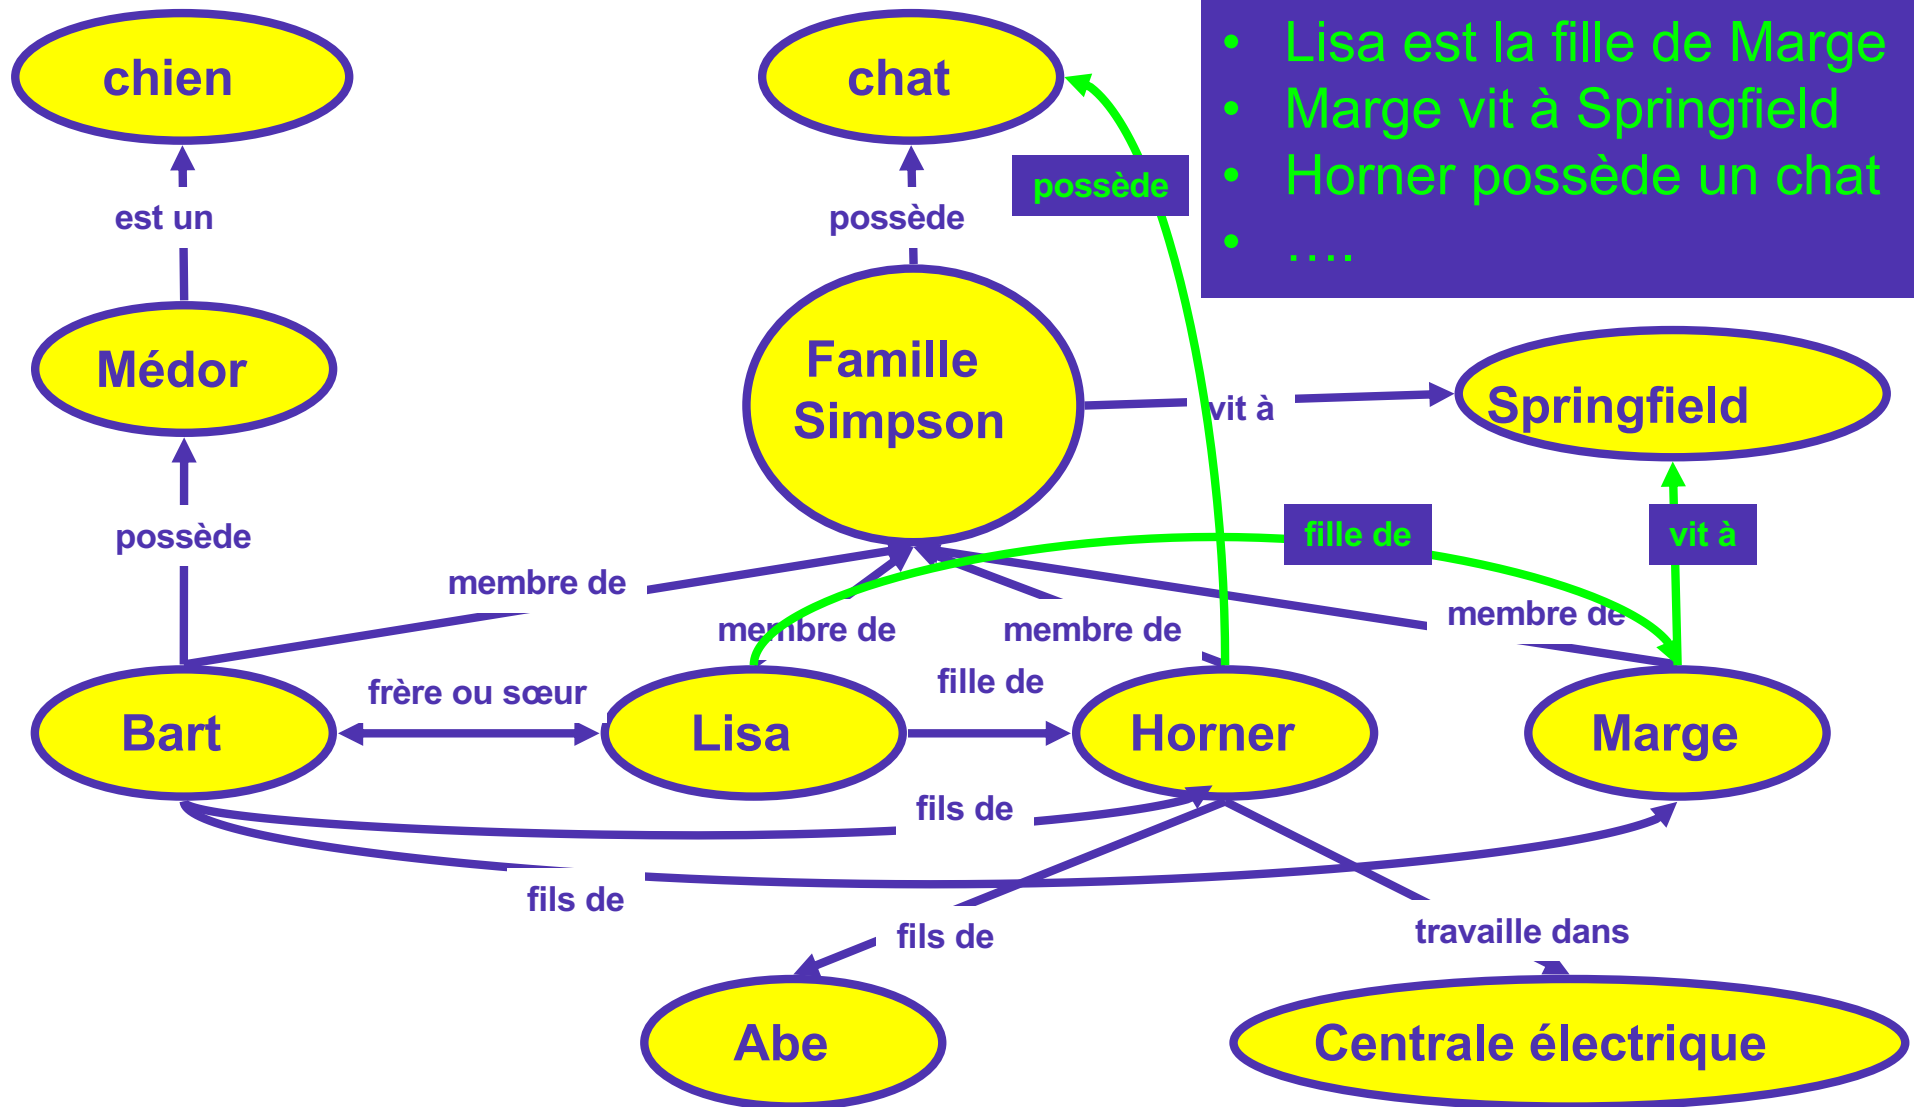 • Lisa est la fille de Marge
• Marge vit à Springfield
• Horner possède un chat
• ….
chien
chat
possède
est un
possède
Médor
Famille
Simpson
vit à
Springfield
possède
fille de
vit à
membre de
membre de
membre de
membre de
frère ou sœur
fille de
Bart
Lisa
Horner
Marge
fils de
fils de
fils de
travaille dans
Abe
Centrale électrique